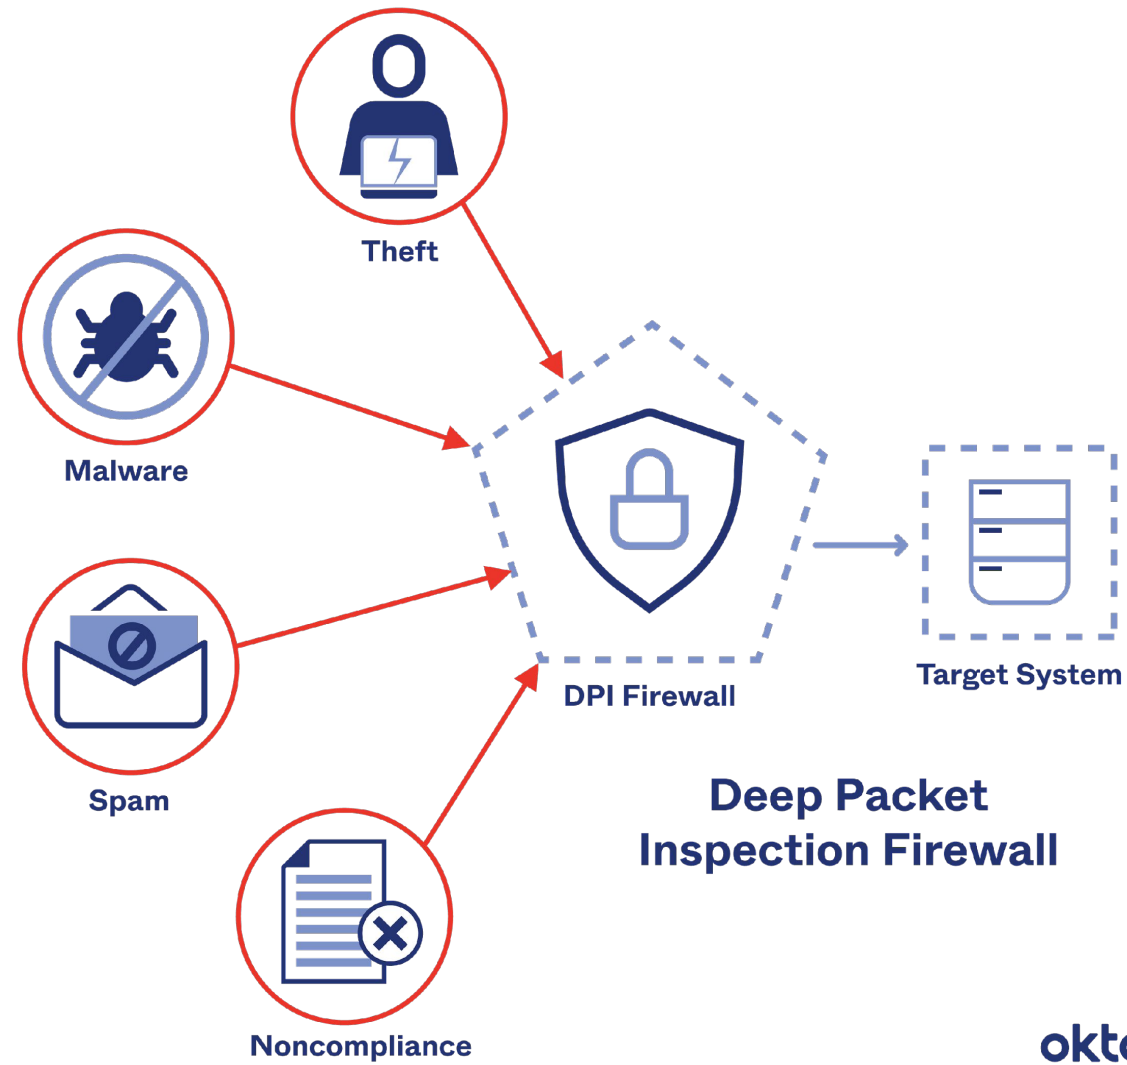 Theft
Malware
Spam
Noncompliance
DPI Firewall
Target System
Deep Packet
Inspection Firewall